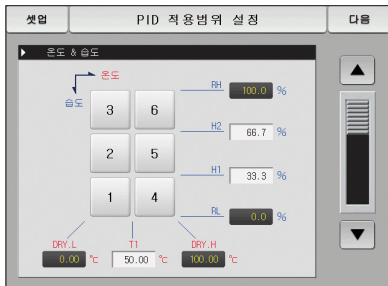 셋업 PID 적용범위 설정 다음
▶ 온도 & 습도
온도
습도
RH 100.0 %
3 6
H2 66.7 %
2 5
H1 33.3 %
1 4
RL 0.0 %
DRY.L T1 DRY.H
0.00 ℃ 50.00 ℃ 100.00 ℃